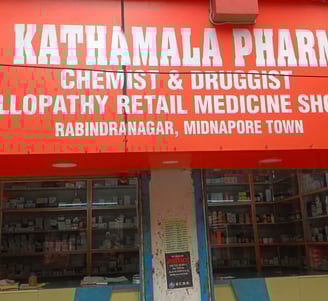 KATHAMALA PHARM
CHEMIST & DRUGGIST
LLOPATHY RETAIL MEDICINE SHO
RABINDRANAGAR, MIDNAPORE TOWN